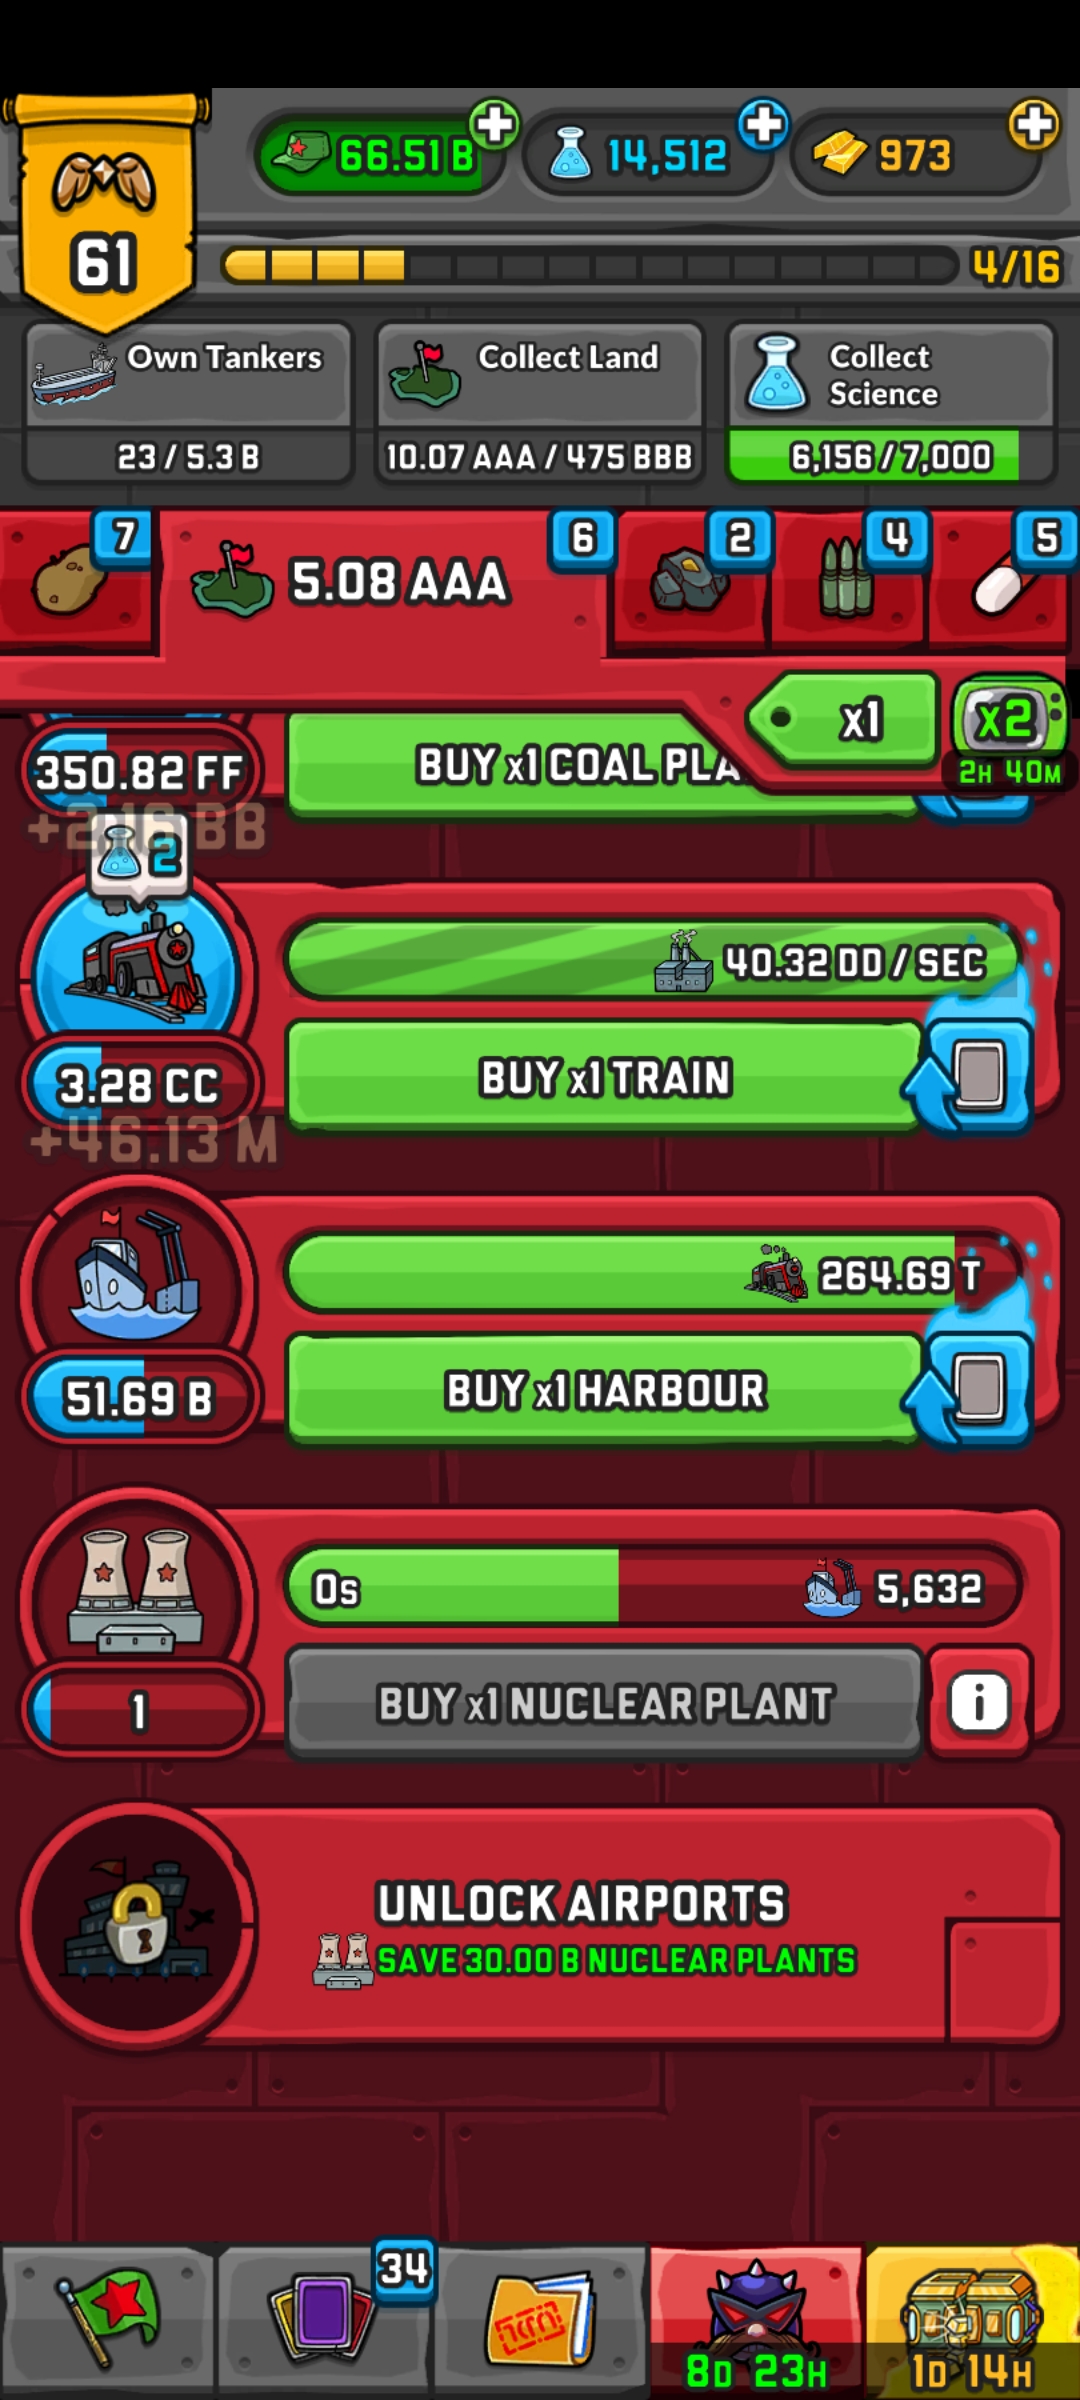 66.51 B
14,512
973
61
4/16
Own Tankers
Collect Land
Collect
Science
23 / 5.3 B
10.07 AAA / 475 BBB
6,156 / 7,000
7
5.08 AAA
6
2
4
5
x1
x2
2H 40M
350.82 FF
BUY x1 COAL PLA
+2.16 BB
2
40.32 DD / SEC
3.28 CC
BUY x1 TRAIN
+46.13 M
264.69 T
51.69 B
BUY x1 HARBOUR
0s
5,632
1
BUY x1 NUCLEAR PLANT
i
UNLOCK AIRPORTS
SAVE 30.00 B NUCLEAR PLANTS
34
8D 23H
1D 14H